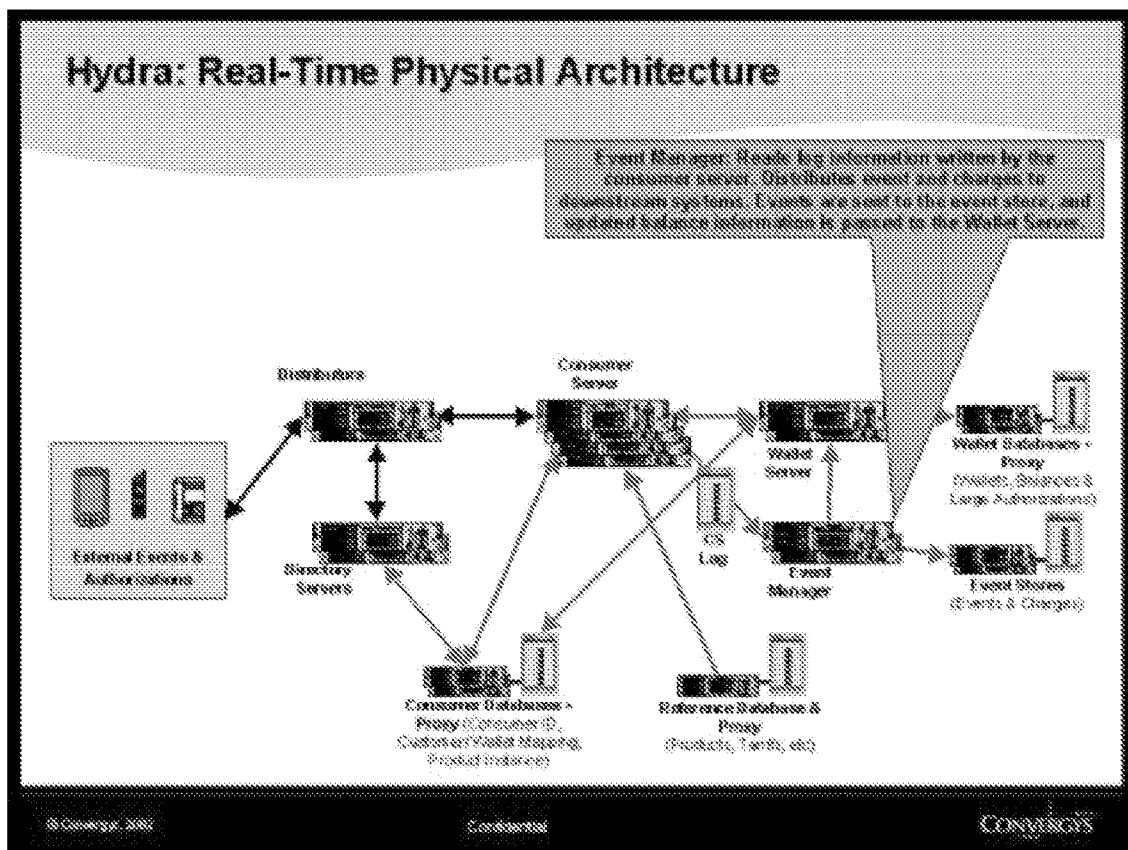 Hydra: Real-Time Physical Architecture
Event Manager: Reads log information written by the
consumer server. Distributes event and charges to
downstream systems. Events are sent to the event store, and
updated balance information is passed to the Wallet Server.
Distributors
Consumer
Server
Wallet
Server
Wallet Databases +
Proxy
(Wallets, Balances &
Large Authorizations)
External Events &
Authorizations
Directory
Servers
CS
Log
Event
Manager
Event Stores
(Events & Charges)
Consumer Databases +
Proxy (Consumer ID,
Customer/Wallet Mapping,
Product Instance)
Reference Database &
Proxy
(Products, Tariffs, etc)
© Convergys, 2002
Confidential
CONVERGYS